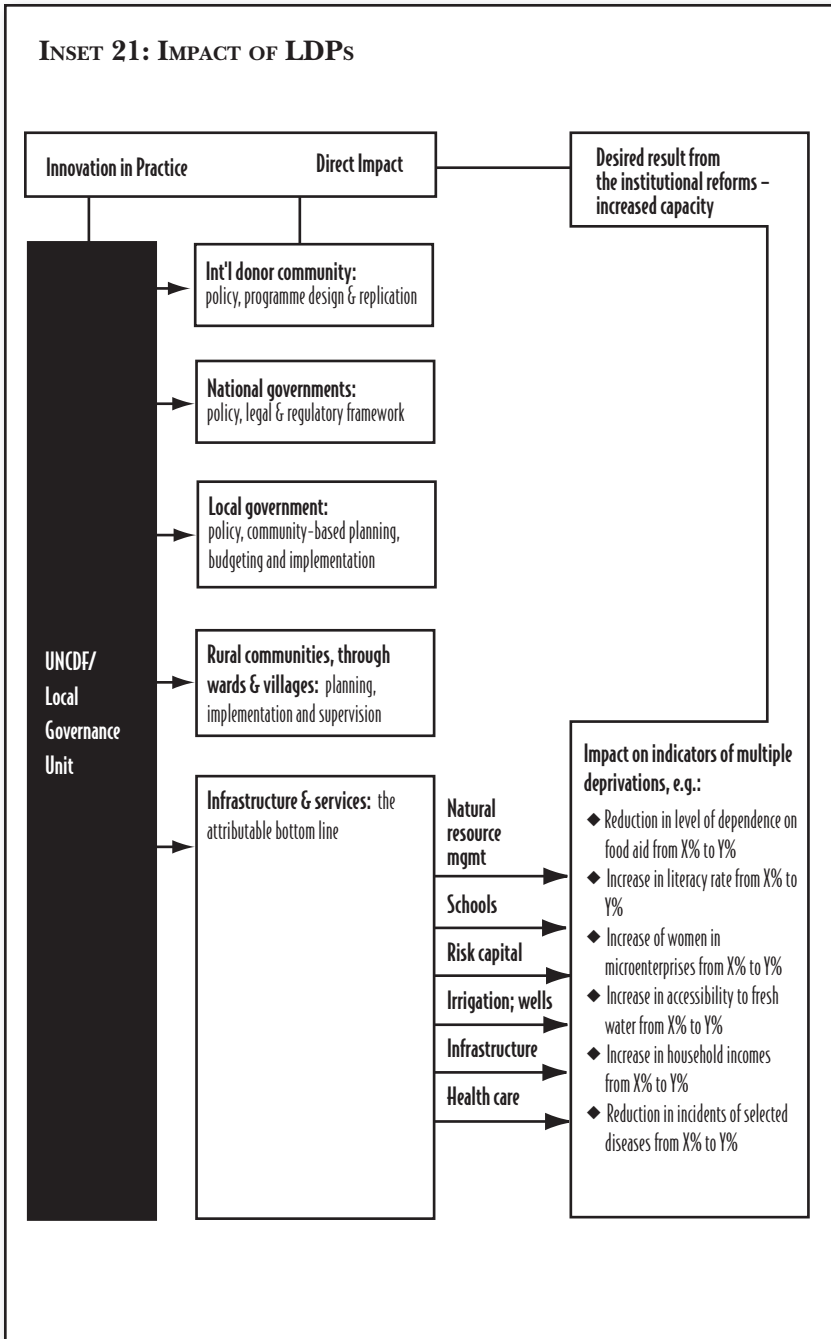 INSET 21: IMPACT OF LDPS
Innovation in Practice
Direct Impact
Desired result from
the institutional reforms –
increased capacity
UNCDF/
Local
Governance
Unit
Int'l donor community:
policy, programme design & replication
National governments:
policy, legal & regulatory framework
Local government:
policy, community-based planning,
budgeting and implementation
Rural communities, through
wards & villages: planning,
implementation and supervision
Infrastructure & services: the
attributable bottom line
Natural
resource
mgmt
Schools
Risk capital
Irrigation; wells
Infrastructure
Health care
Impact on indicators of multiple
deprivations, e.g.:
◆ Reduction in level of dependence on
food aid from X% to Y%
◆ Increase in literacy rate from X% to
Y%
◆ Increase of women in
microenterprises from X% to Y%
◆ Increase in accessibility to fresh
water from X% to Y%
◆ Increase in household incomes
from X% to Y%
◆ Reduction in incidents of selected
diseases from X% to Y%